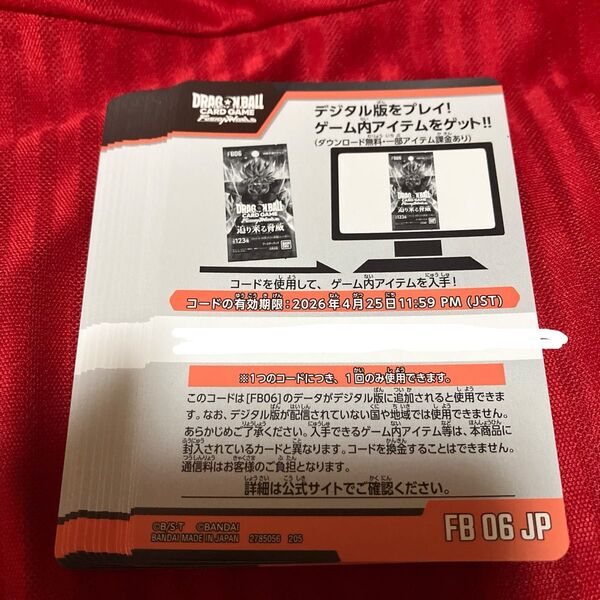 DRAGON BALL
CARD GAME
Fusion World
デジタル版をプレイ!
ゲーム内アイテムをゲット!!
(ダウンロード無料・一部アイテム課金あり)
FB06
DRAGON BALL
CARD GAME
迫り来る脅威
全123種
BANDAI
FB06
迫り来る脅威
コードを使用して、ゲーム内アイテムを入手!
コードの有効期限:2026年4月25日11:59 PM (JST)
※1つのコードにつき、1回のみ使用できます。
このコードは[FB06]のデータがデジタル版に追加されると使用できま
す。なお、デジタル版が配信されていない国や地域では使用できません。
あらかじめご了承ください。入手できるゲーム内アイテム等は、本商品に
封入されているカードと異なります。コードを換金することはできません。
通信料はお客様のご負担となります。
詳細は公式サイトでご確認ください。
©B/S·T ©BANDAI
BANDAI MADE IN JAPAN 2785056 205
FB 06 JP